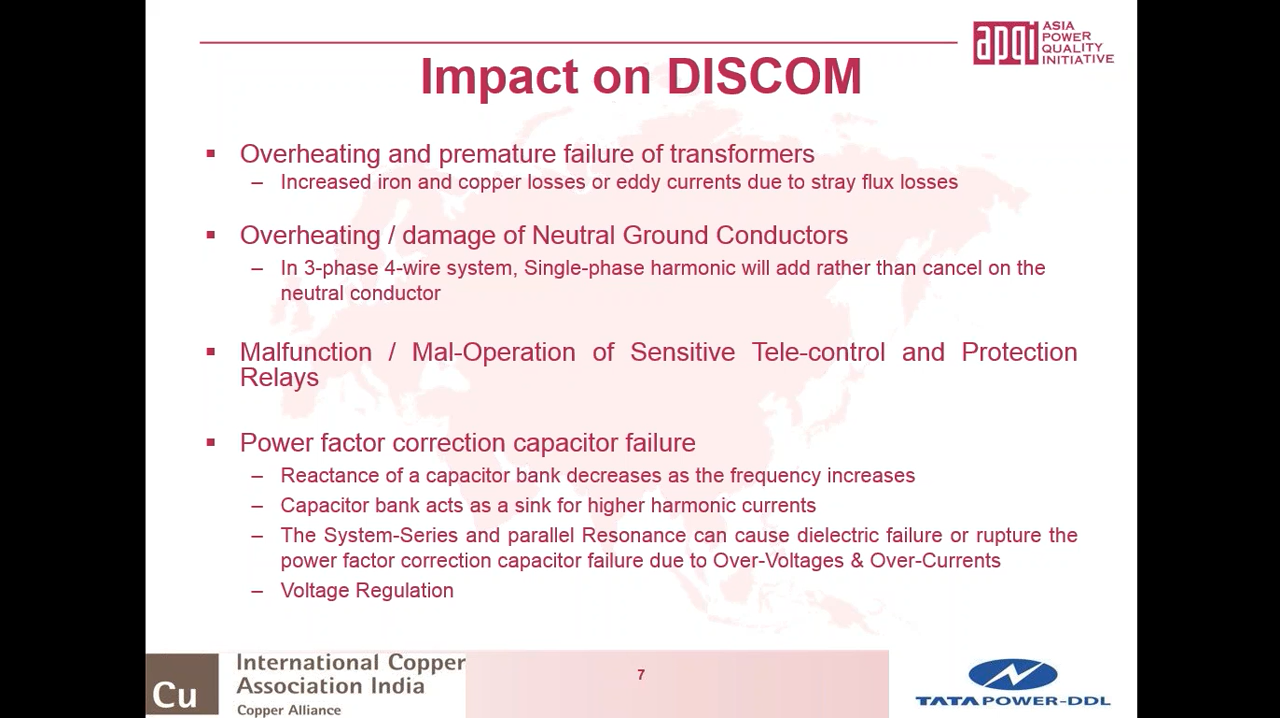 apqi ASIA
POWER
QUALITY
INITIATIVE
Impact on DISCOM
▪ Overheating and premature failure of transformers
– Increased iron and copper losses or eddy currents due to stray flux losses
▪ Overheating / damage of Neutral Ground Conductors
– In 3-phase 4-wire system, Single-phase harmonic will add rather than cancel on the
neutral conductor
▪ Malfunction / Mal-Operation of Sensitive Tele-control and Protection
Relays
▪ Power factor correction capacitor failure
– Reactance of a capacitor bank decreases as the frequency increases
– Capacitor bank acts as a sink for higher harmonic currents
– The System-Series and parallel Resonance can cause dielectric failure or rupture the
power factor correction capacitor failure due to Over-Voltages & Over-Currents
– Voltage Regulation
Cu
International Copper
Association India
Copper Alliance
7
TATA POWER-DDL